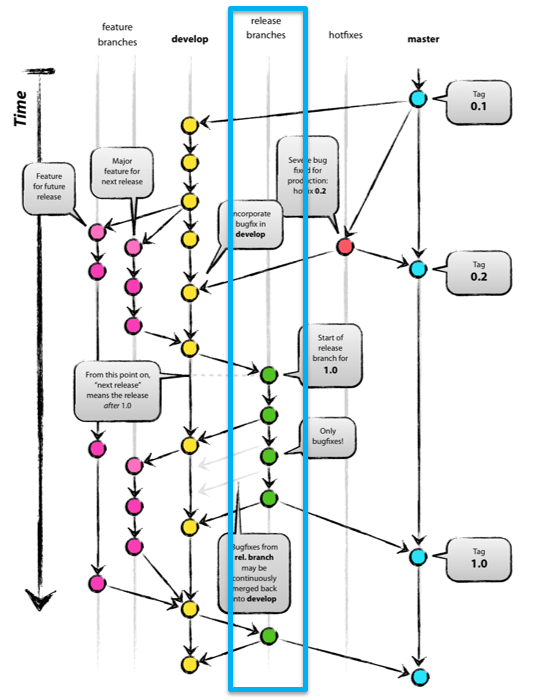 feature
branches
develop
release
branches
hotfixes
master
Time
Tag
0.1
Feature
for future
release
Major
feature for
next release
Severe bug
fixed for
production:
hotfix 0.2
Incorporate
bugfix in
develop
Tag
0.2
Start of
release
branch for
1.0
From this point on,
"next release"
means the release
after 1.0
Only
bugfixes!
Bugfixes from
rel. branch
may be
continuously
merged back
into develop
Tag
1.0